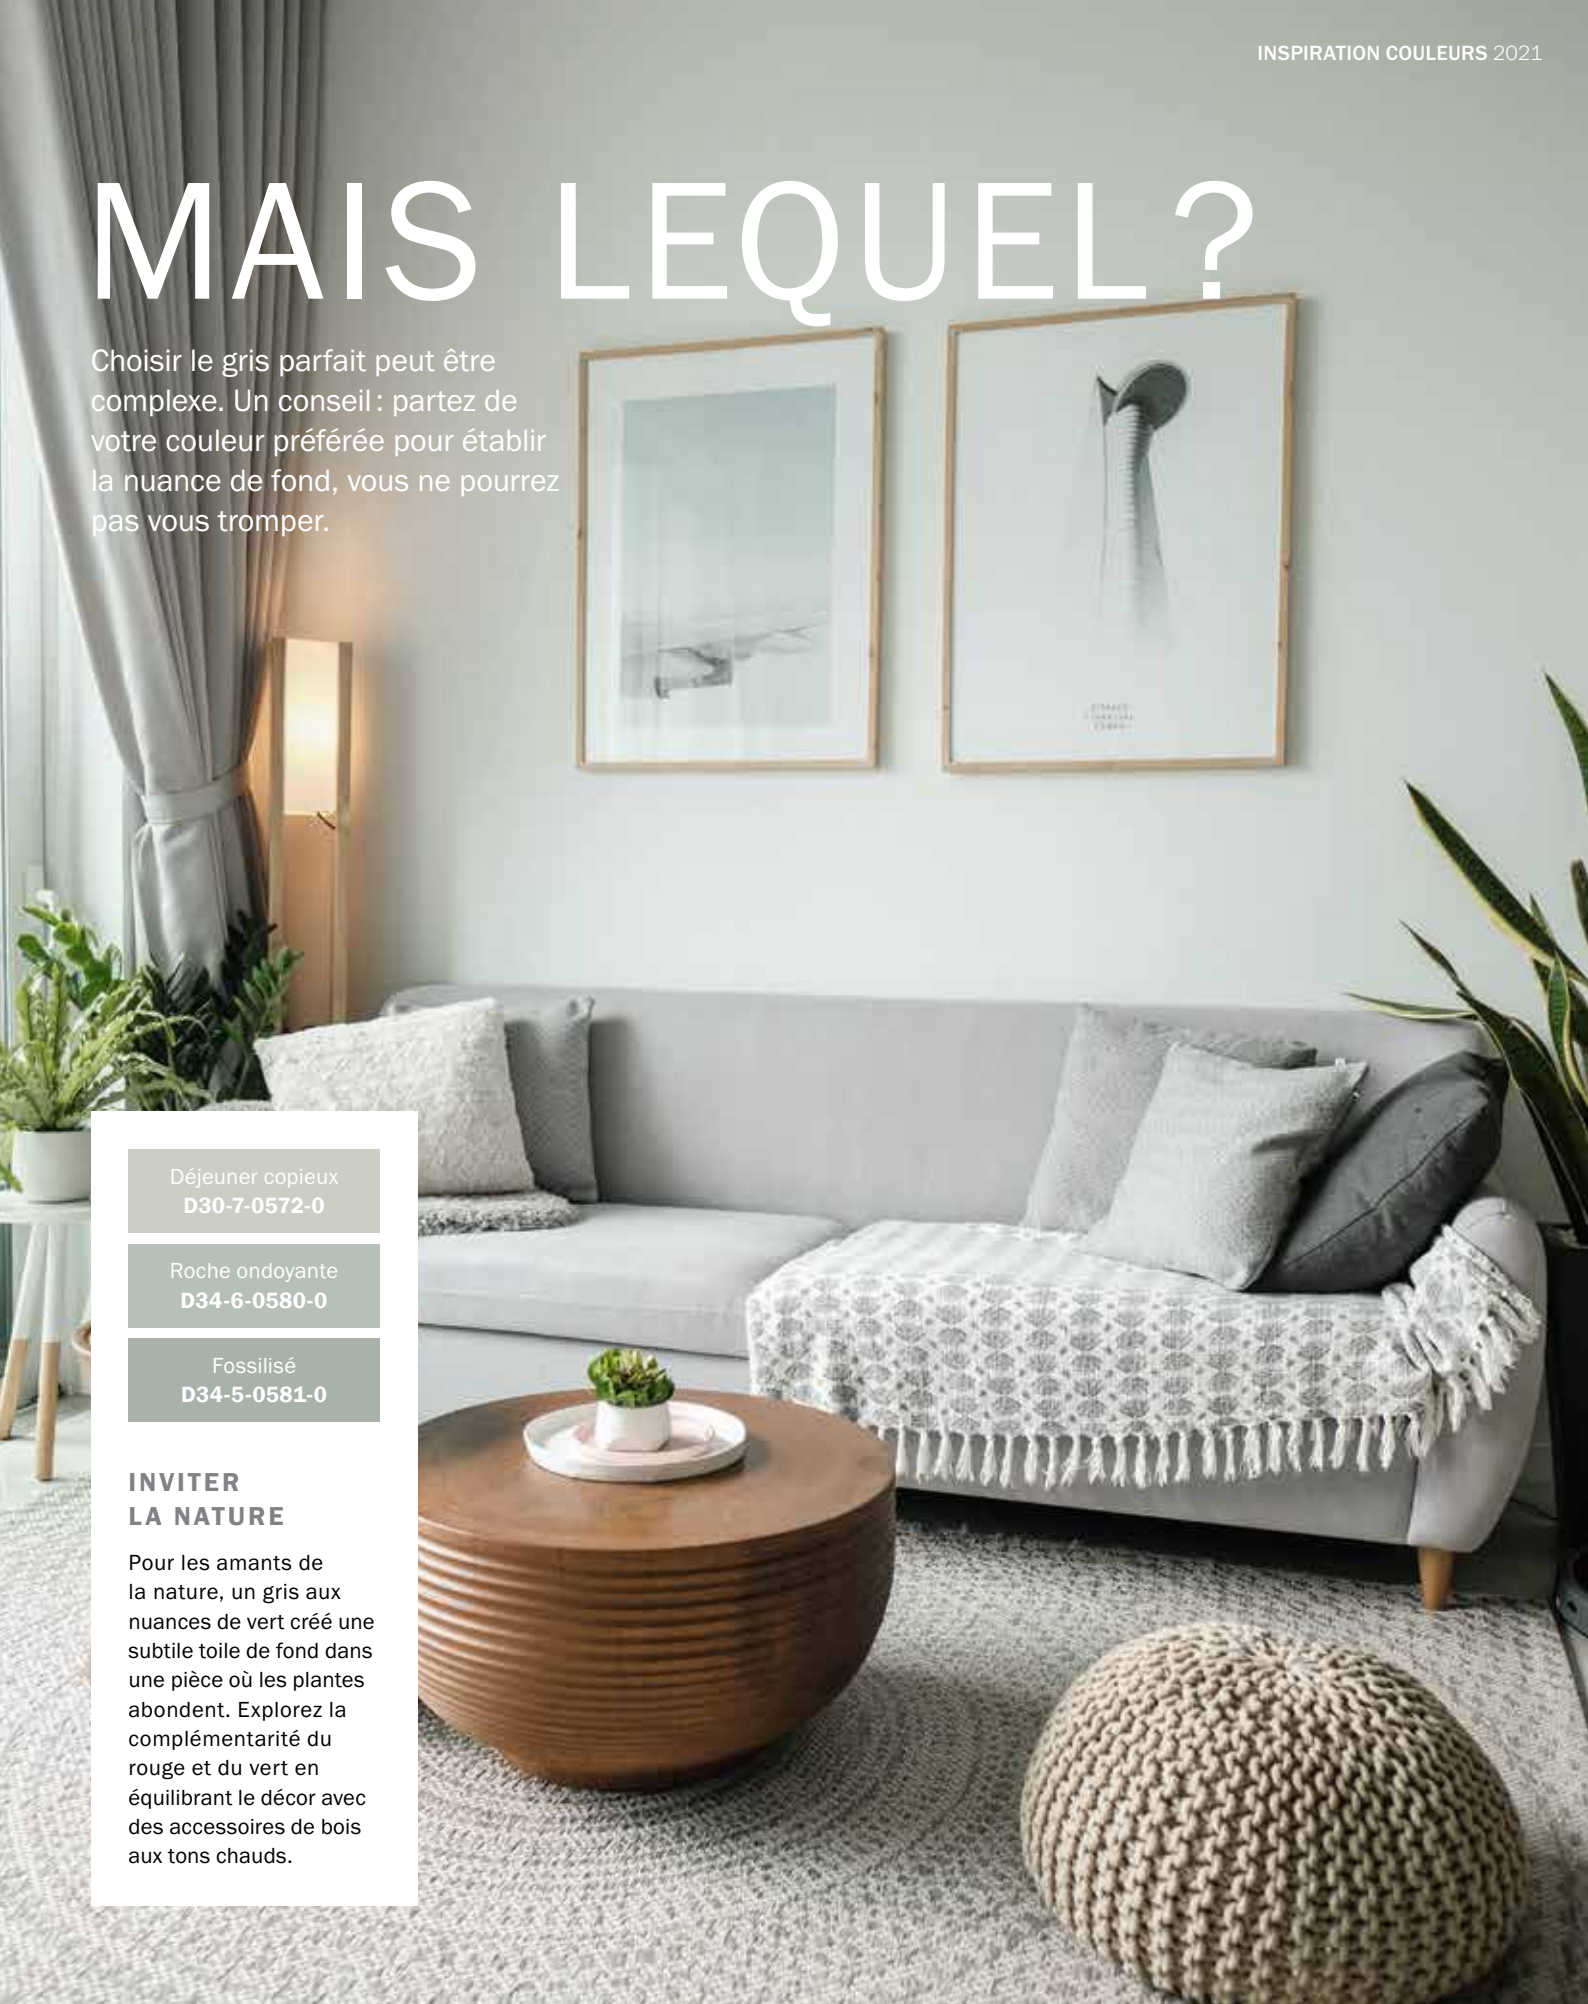 INSPIRATION COULEURS 2021
MAIS LEQUEL ?
Choisir le gris parfait peut être
complexe. Un conseil : partez de
votre couleur préférée pour établir
la nuance de fond, vous ne pourrez
pas vous tromper.
Déjeuner copieux
D30-7-0572-0
Roche ondoyante
D34-6-0580-0
Fossilisé
D34-5-0581-0
INVITER
LA NATURE
Pour les amants de
la nature, un gris aux
nuances de vert créé une
subtile toile de fond dans
une pièce où les plantes
abondent. Explorez la
complémentarité du
rouge et du vert en
équilibrant le décor avec
des accessoires de bois
aux tons chauds.